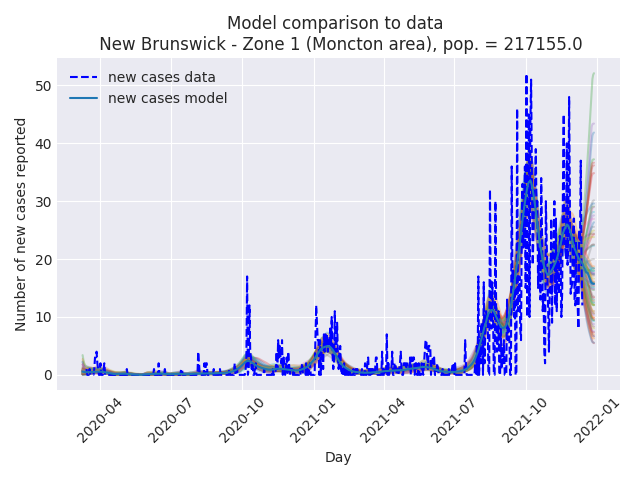 Model comparison to data
New Brunswick - Zone 1 (Moncton area), pop. = 217155.0
new cases data
new cases model
Number of new cases reported
50
40
30
20
10
0
2020-04
2020-07
2020-10
2021-01
2021-04
2021-07
2021-10
2022-01
Day